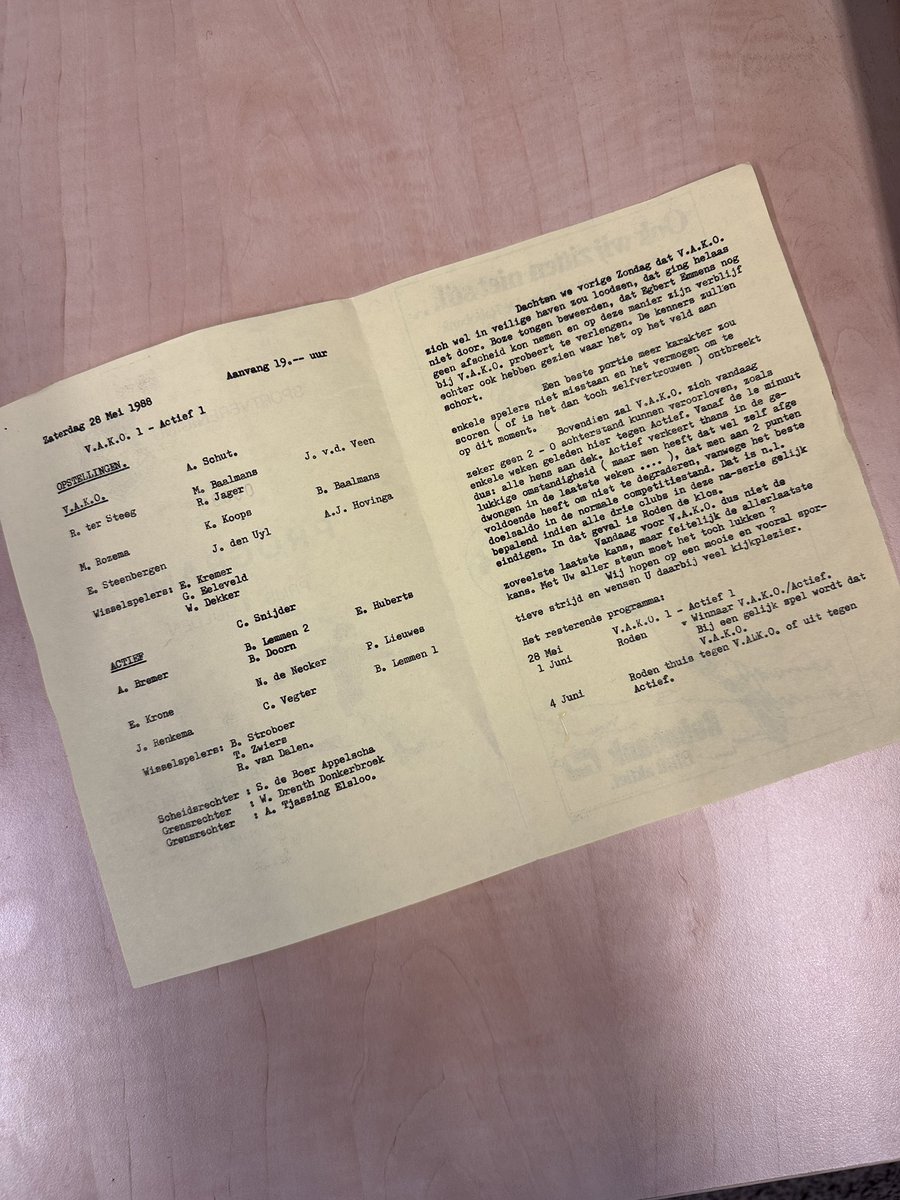 Zaterdag 28 Mei 1988 Aanvang 19.-- uur
V.A.K.O. 1 - Actief 1
OPSTELLINGEN.
V.A.K.O. A. Schut.
R. ter Steeg M. Baalmans J. v.d. Veen
R. Jager
M. Rozema K. Koops B. Baalmans
E. Steenbergen J. den Uyl A.J. Hovinga
Wisselspelers: E. Kremer
G. Eeleveld
W. Dekker
ACTIEF C. Snijder
A. Bremer B. Lemmen 2 E. Huberts
B. Doorn
E. Krone N. de Necker P. Lieuwes
J. Renkema C. Vegter B. Lemmen 1
Wisselspelers: B. Stroboer
T. Zwiers
R. van Dalen.
Scheidsrechter : S. de Boer Appelscha
Grensrechter : W. Drenth Donkerbroek
Grensrechter : A. Tjassing Elsloo.
Dachten we vorige Zondag dat V.A.K.O.
zich wel in veilige haven zou loodsen, dat ging helaas
niet door. Boze tongen beweerden, dat Egbert Emmens nog
geen afscheid kon nemen en op deze manier zijn verblijf
bij V.A.K.O. probeert te verlengen. De kenners zullen
echter ook hebben gezien waar het op het veld aan
schort.
Een beste portie meer karakter zou
enkele spelers niet misstaan en het vermogen om te
scoren ( of is het dan toch zelfvertrouwen ) ontbreekt
op dit moment.
Bovendien zal V.A.K.O. zich vandaag
zeker geen 2 - 0 achterstand kunnen veroorloven, zoals
enkele weken geleden hier tegen Actief. Vanaf de 1e minuut
dus: alle hens aan dek. Actief verkeert thans in de ge-
lukkige omstandigheid ( maar men heeft dat wel zelf afge
dwongen in de laatste weken .... ), dat men aan 2 punten
voldoende heeft om niet te degraderen, vanwege het beste
doelsaldo in de normale competitiestand. Dat is n.l.
bepalend indien alle drie clubs in deze na-serie gelijk
eindigen. In dat geval is Roden de klos.
Vandaag voor V.A.K.O. dus niet de
zoveelste laatste kans, maar feitelijk de allerlaatste
kans. Met Uw aller steun moet het toch lukken ?
Wij hopen op een mooie en vooral spor-
tieve strijd en wensen U daarbij veel kijkplezier.
Het resterende programma:
28 Mei V.A.K.O. 1 - Actief 1
1 Juni Roden - Winnaar V.A.K.O./Actief.
Bij een gelijk spel wordt dat
V.A.K.O.
4 Juni Roden thuis tegen V.A.K.O. of uit tegen
Actief.